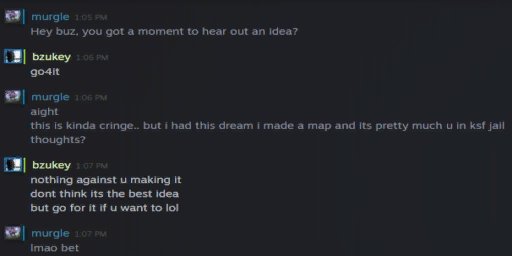 murgle 1:05 PM
Hey buz, you got a moment to hear out an idea?
bzukey 1:06 PM
go4it
murgle 1:06 PM
aight
this is kinda cringe.. but i had this dream i made a map and its pretty much u in ksf jail
thoughts?
bzukey 1:07 PM
nothing against u making it
dont think its the best idea
but go for it if u want to lol
murgle 1:07 PM
lmao bet